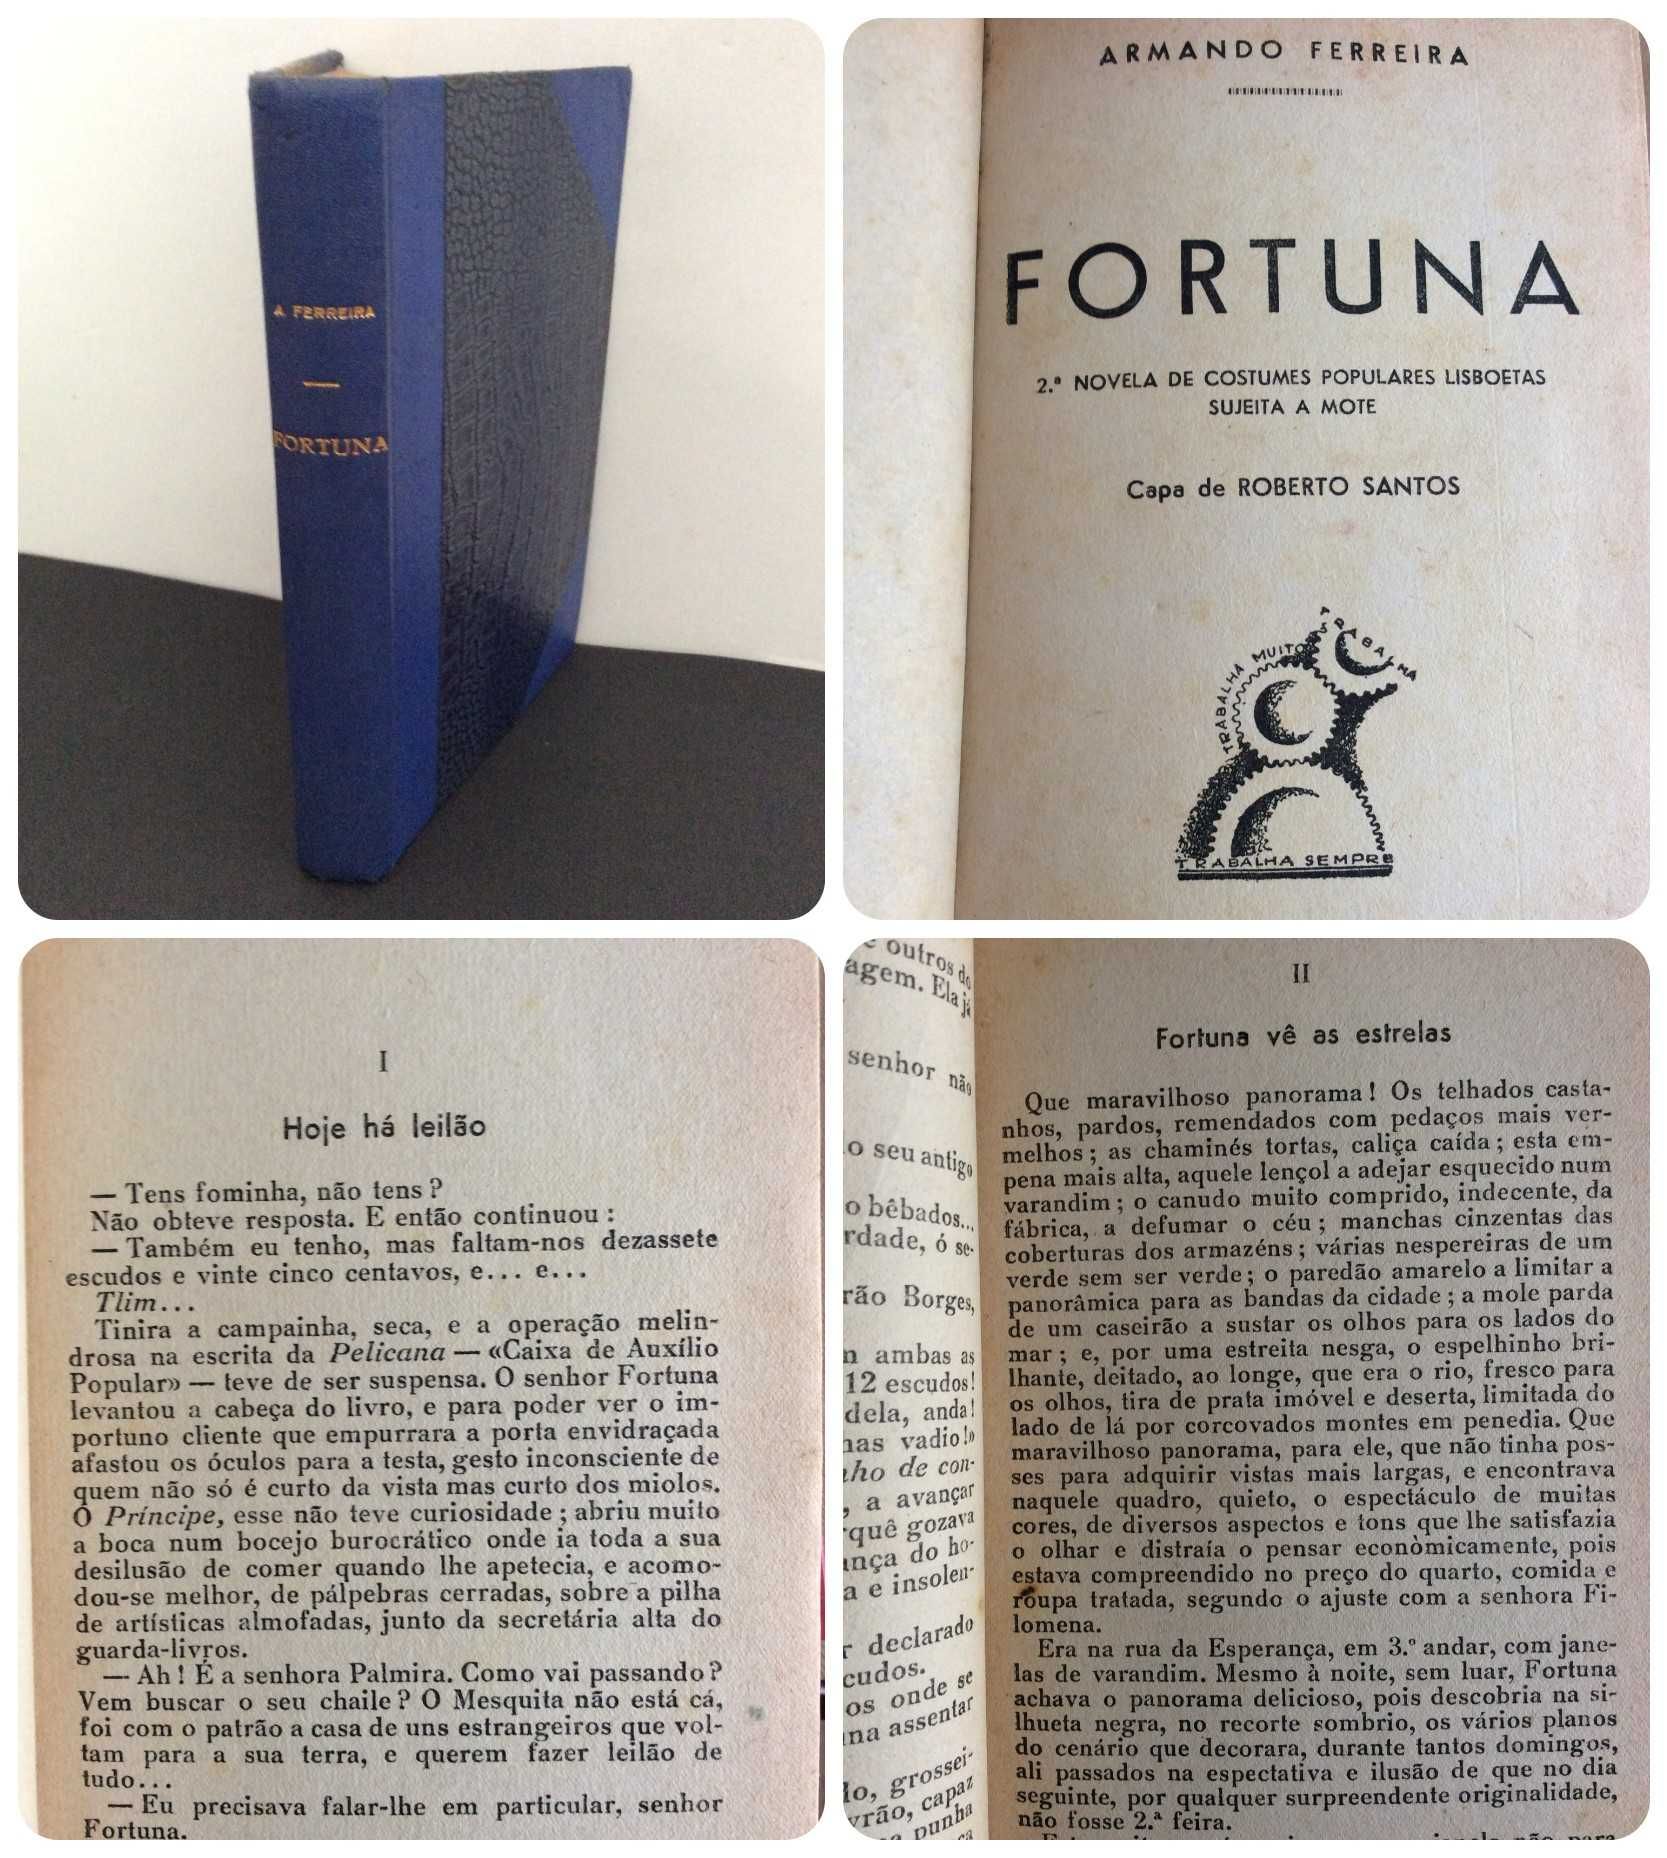 A FERREIRA
FORTUNA
ARMANDO FERREIRA
FORTUNA
2.ª NOVELA DE COSTUMES POPULARES LISBOETAS
SUJEITA A MOTE
Capa de ROBERTO SANTOS
TRABALHA MUITO
TRABALHA
TRABALHA SEMPRE
I
Hoje há leilão
— Tens fominha, não tens?
Não obteve resposta. E então continuou:
— Também eu tenho, mas faltam-nos dezassete
escudos e vinte cinco centavos, e... e...
Tlim...
Tinira a campainha, seca, e a operação melin-
drosa na escrita da Pelicana — «Caixa de Auxílio
Popular» — teve de ser suspensa. O senhor Fortuna
levantou a cabeça do livro, e para poder ver o im-
portuno cliente que empurrara a porta envidraçada
afastou os óculos para a testa, gesto inconsciente de
quem não só é curto da vista mas curto dos miolos.
O Príncipe, esse não teve curiosidade; abriu muito
a boca num bocejo burocrático onde ia toda a sua
desilusão de comer quando lhe apetecia, e acomo-
dou-se melhor, de pálpebras cerradas, sobre a pilha
de artísticas almofadas, junto da secretária alta do
guarda-livros.
— Ah! É a senhora Palmira. Como vai passando?
Vem buscar o seu chaile? O Mesquita não está cá,
foi com o patrão a casa de uns estrangeiros que vol-
tam para a sua terra, e querem fazer leilão de
tudo...
— Eu precisava falar-lhe em particular, senhor
Fortuna.
e outros do
agem. Ela já
senhor não
o seu antigo
o bêbados...
rdade, ó se-
rão Borges,
ambas as
12 escudos!
dela, anda!
as vadio!»
ho de con-
, a avançar
quê gozava
ança do ho-
a e insolen-
r declarado
cudos.
os onde se
na assentar
lo, grossei-
vrão, capaz
punha
II
Fortuna vê as estrelas
Que maravilhoso panorama! Os telhados casta-
nhos, pardos, remendados com pedaços mais ver-
melhos; as chaminés tortas, caliça caída; esta em-
pena mais alta, aquele lençol a adejar esquecido num
varandim; o canudo muito comprido, indecente, da
fábrica, a defumar o céu; manchas cinzentas das
coberturas dos armazéns; várias nespereiras de um
verde sem ser verde; o paredão amarelo a limitar a
panorâmica para as bandas da cidade; a mole parda
de um caseirão a sustar os olhos para os lados do
mar; e, por uma estreita nesga, o espelhinho bri-
lhante, deitado, ao longe, que era o rio, fresco para
os olhos, tira de prata imóvel e deserta, limitada do
lado de lá por corcovados montes em penedia. Que
maravilhoso panorama, para ele, que não tinha pos-
ses para adquirir vistas mais largas, e encontrava
naquele quadro, quieto, o espectáculo de muitas
cores, de diversos aspectos e tons que lhe satisfazia
o olhar e distraía o pensar econòmicamente, pois
estava compreendido no preço do quarto, comida e
roupa tratada, segundo o ajuste com a senhora Fi-
lomena.
Era na rua da Esperança, em 3.º andar, com jane-
las de varandim. Mesmo à noite, sem luar, Fortuna
achava o panorama delicioso, pois descobria na si-
lhueta negra, no recorte sombrio, os vários planos
do cenário que decorara, durante tantos domingos,
ali passados na espectativa e ilusão de que no dia
seguinte, por qualquer surpreendente originalidade,
não fosse 2.ª feira.